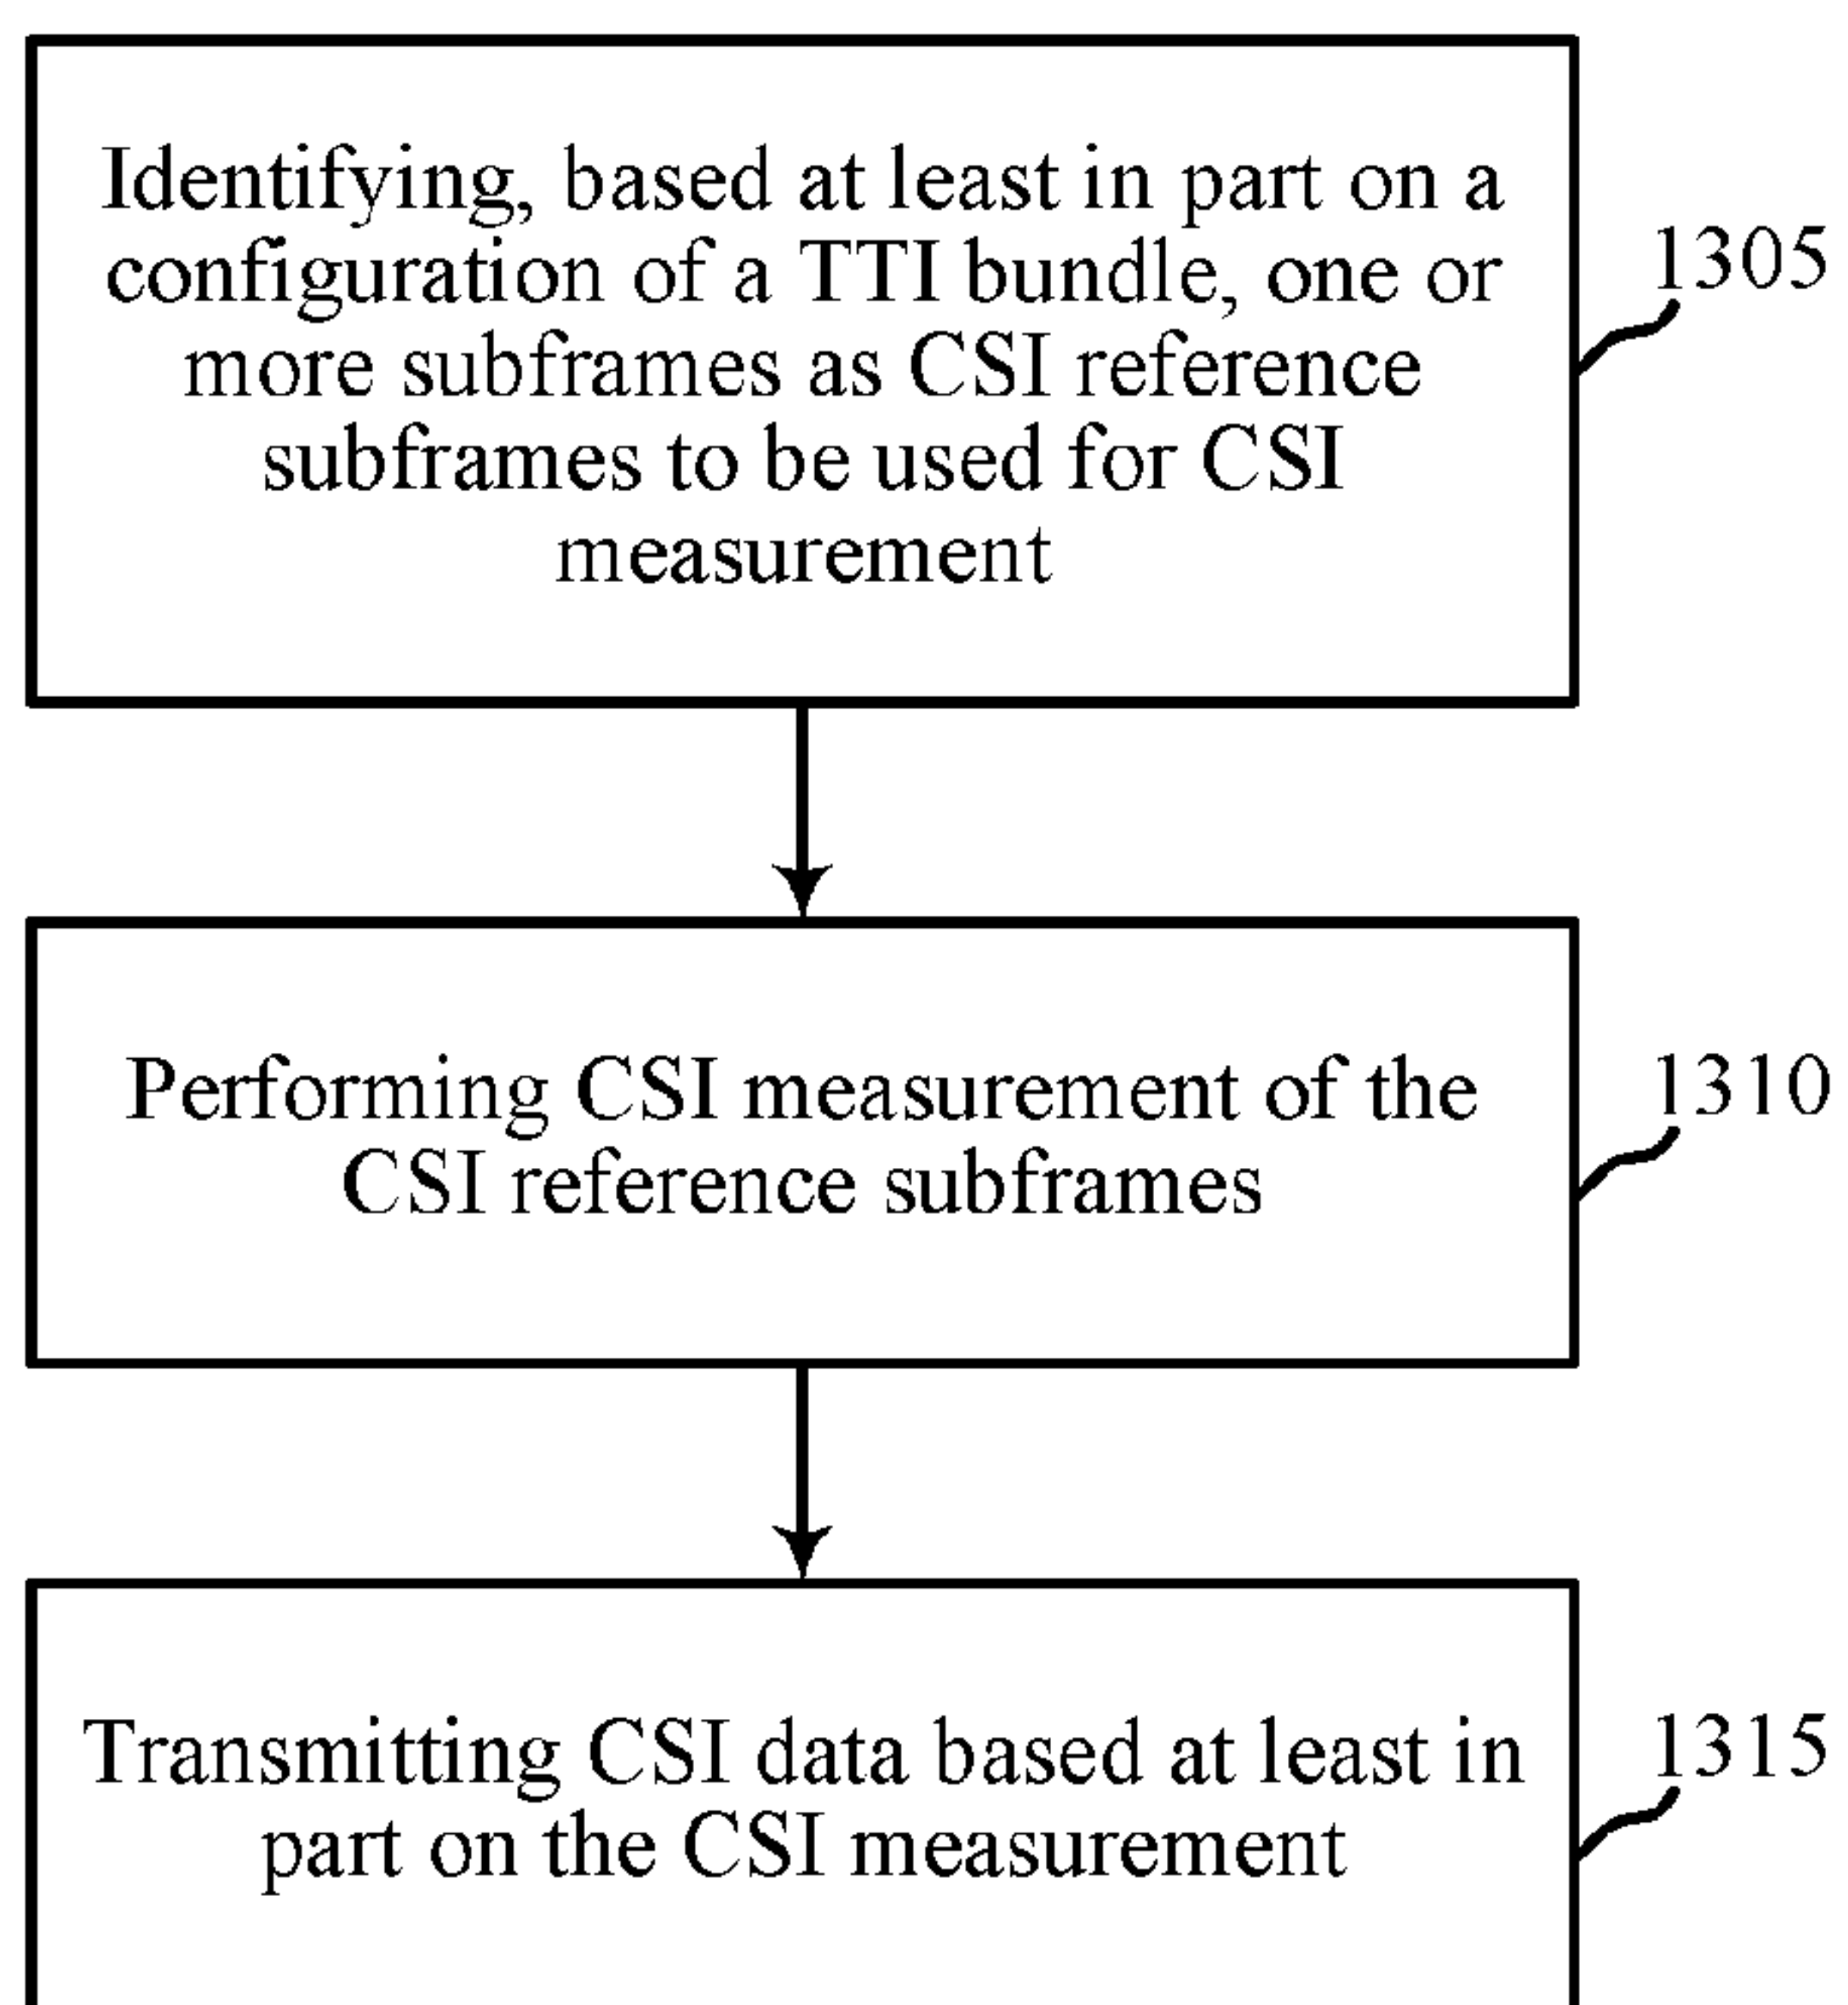 Identifying, based at least in part on a
configuration of a TTI bundle, one or
more subframes as CSI reference
subframes to be used for CSI
measurement
1305
Performing CSI measurement of the
CSI reference subframes
1310
Transmitting CSI data based at least in
part on the CSI measurement
1315